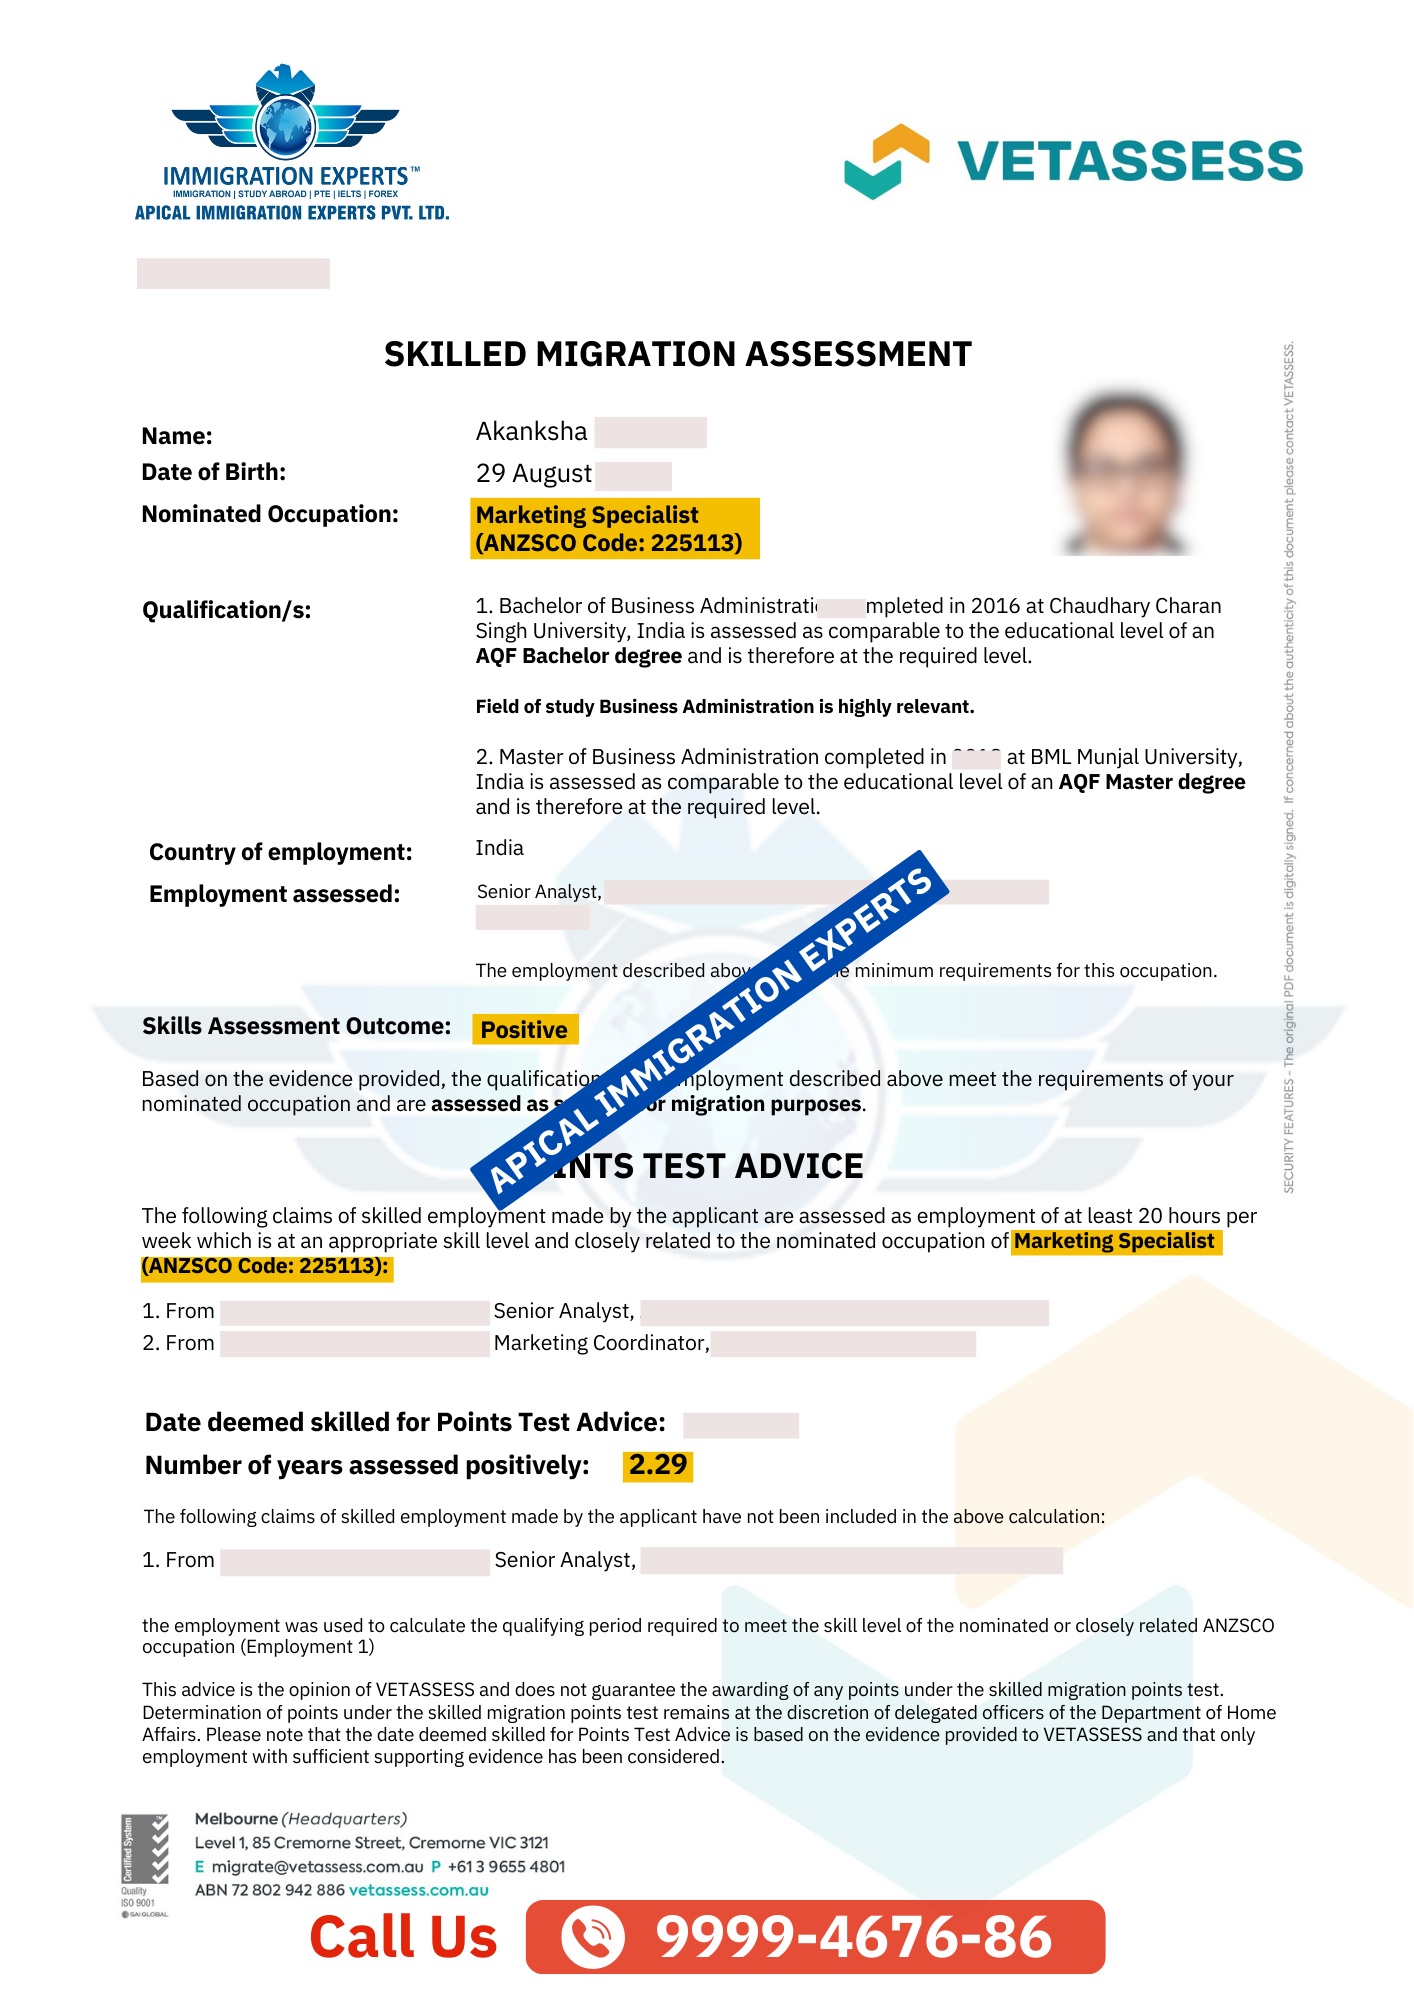 IMMIGRATION EXPERTS™
IMMIGRATION | STUDY ABROAD | PTE | IELTS | FOREX
APICAL IMMIGRATION EXPERTS PVT. LTD.
VETASSESS
SKILLED MIGRATION ASSESSMENT
Name: Akanksha
Date of Birth: 29 August
Nominated Occupation: Marketing Specialist
(ANZSCO Code: 225113)
Qualification/s: 1. Bachelor of Business Administrati mpleted in 2016 at Chaudhary Charan
Singh University, India is assessed as comparable to the educational level of an
AQF Bachelor degree and is therefore at the required level.
Field of study Business Administration is highly relevant.
2. Master of Business Administration completed in at BML Munjal University,
India is assessed as comparable to the educational level of an AQF Master degree
and is therefore at the required level.
Country of employment: India
Employment assessed: Senior Analyst,
The employment described abov e minimum requirements for this occupation.
APICAL IMMIGRATION EXPERTS
Skills Assessment Outcome: Positive
Based on the evidence provided, the qualification mployment described above meet the requirements of your
nominated occupation and are assessed as s or migration purposes.
INTS TEST ADVICE
The following claims of skilled employment made by the applicant are assessed as employment of at least 20 hours per
week which is at an appropriate skill level and closely related to the nominated occupation of Marketing Specialist
(ANZSCO Code: 225113):
1. From Senior Analyst,
2. From Marketing Coordinator,
Date deemed skilled for Points Test Advice:
Number of years assessed positively: 2.29
The following claims of skilled employment made by the applicant have not been included in the above calculation:
1. From Senior Analyst,
the employment was used to calculate the qualifying period required to meet the skill level of the nominated or closely related ANZSCO
occupation (Employment 1)
This advice is the opinion of VETASSESS and does not guarantee the awarding of any points under the skilled migration points test.
Determination of points under the skilled migration points test remains at the discretion of delegated officers of the Department of Home
Affairs. Please note that the date deemed skilled for Points Test Advice is based on the evidence provided to VETASSESS and that only
employment with sufficient supporting evidence has been considered.
SECURITY FEATURES – The original PDF document is digitally signed. If concerned about the authenticity of this document please contact VETASSESS.
Certified System
Quality
ISO 9001
SAI GLOBAL
Melbourne (Headquarters)
Level 1, 85 Cremorne Street, Cremorne VIC 3121
E migrate@vetassess.com.au P +61 3 9655 4801
ABN 72 802 942 886 vetassess.com.au
Call Us 9999-4676-86